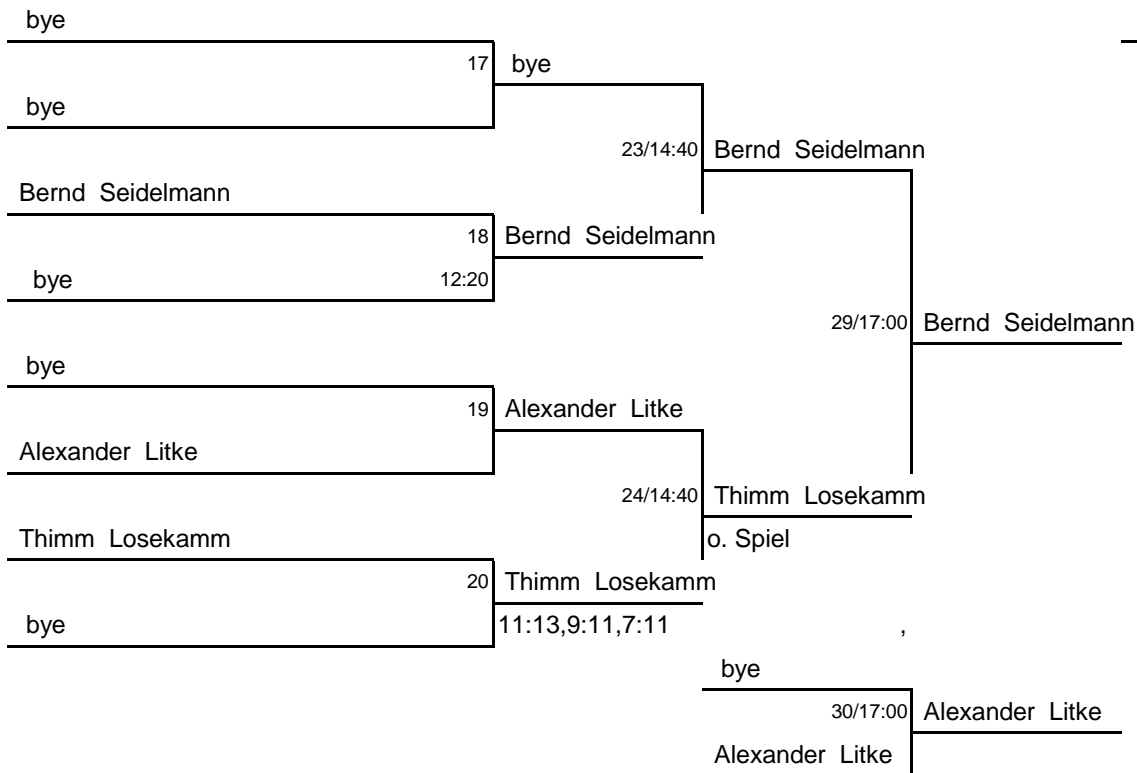 bye
17 bye
bye
23/14:40 Bernd Seidelmann
Bernd Seidelmann
18 Bernd Seidelmann
bye 12:20
29/17:00 Bernd Seidelmann
bye
19 Alexander Litke
Alexander Litke
24/14:40 Thimm Losekamm
Thimm Losekamm o. Spiel
20 Thimm Losekamm
bye 11:13,9:11,7:11 ,
bye
30/17:00 Alexander Litke
Alexander Litke